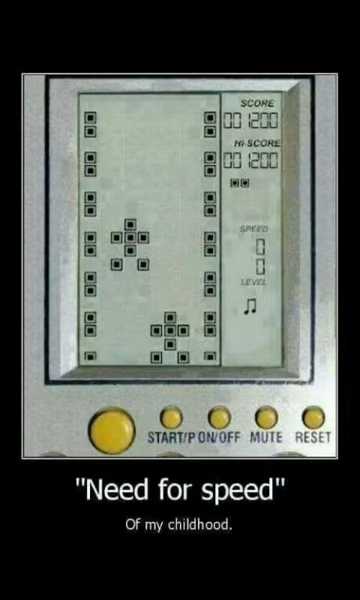 SCORE
001200
HI-SCORE
001200
SPEED
0
0
LEVEL
START/P ON/OFF MUTE RESET
"Need for speed"
Of my childhood.